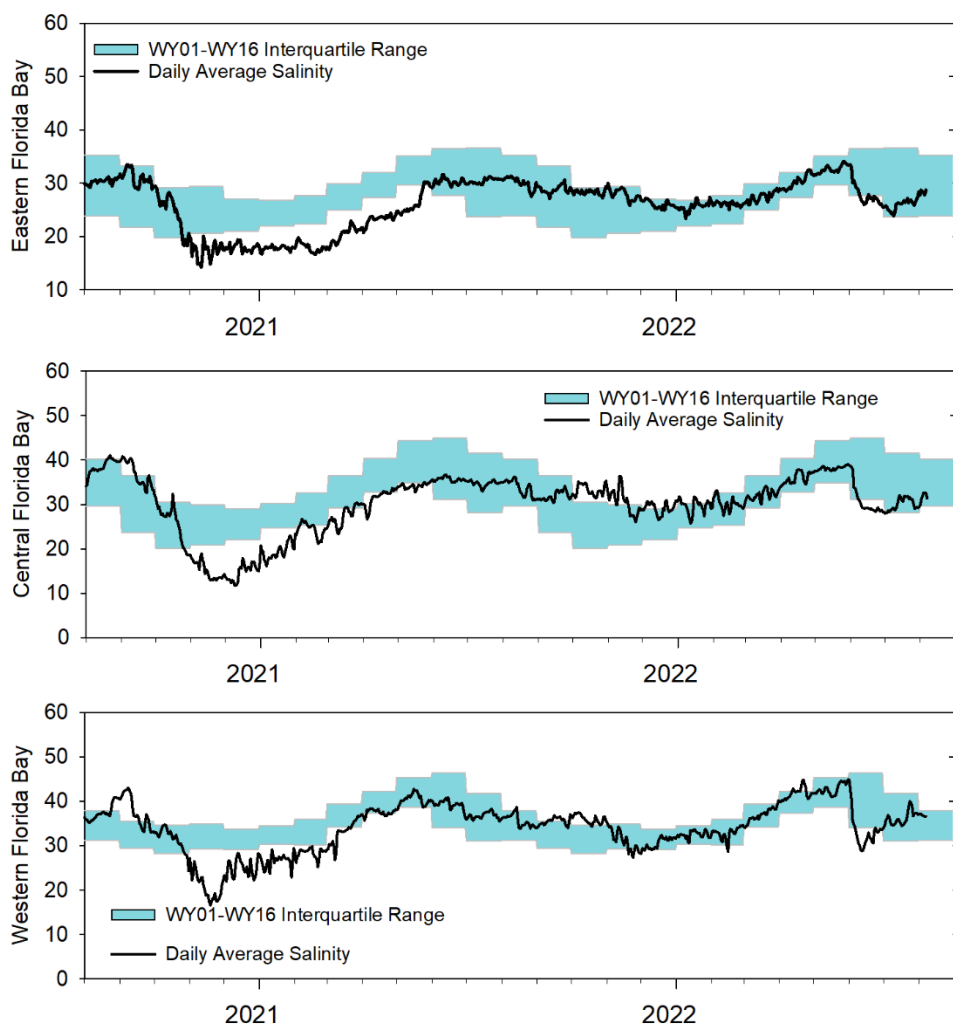 60
50
40
30
20
10
Eastern Florida Bay
WY01-WY16 Interquartile Range
Daily Average Salinity
2021
2022
60
50
40
30
20
10
0
Central Florida Bay
WY01-WY16 Interquartile Range
Daily Average Salinity
2021
2022
60
50
40
30
20
10
0
Western Florida Bay
WY01-WY16 Interquartile Range
Daily Average Salinity
2021
2022